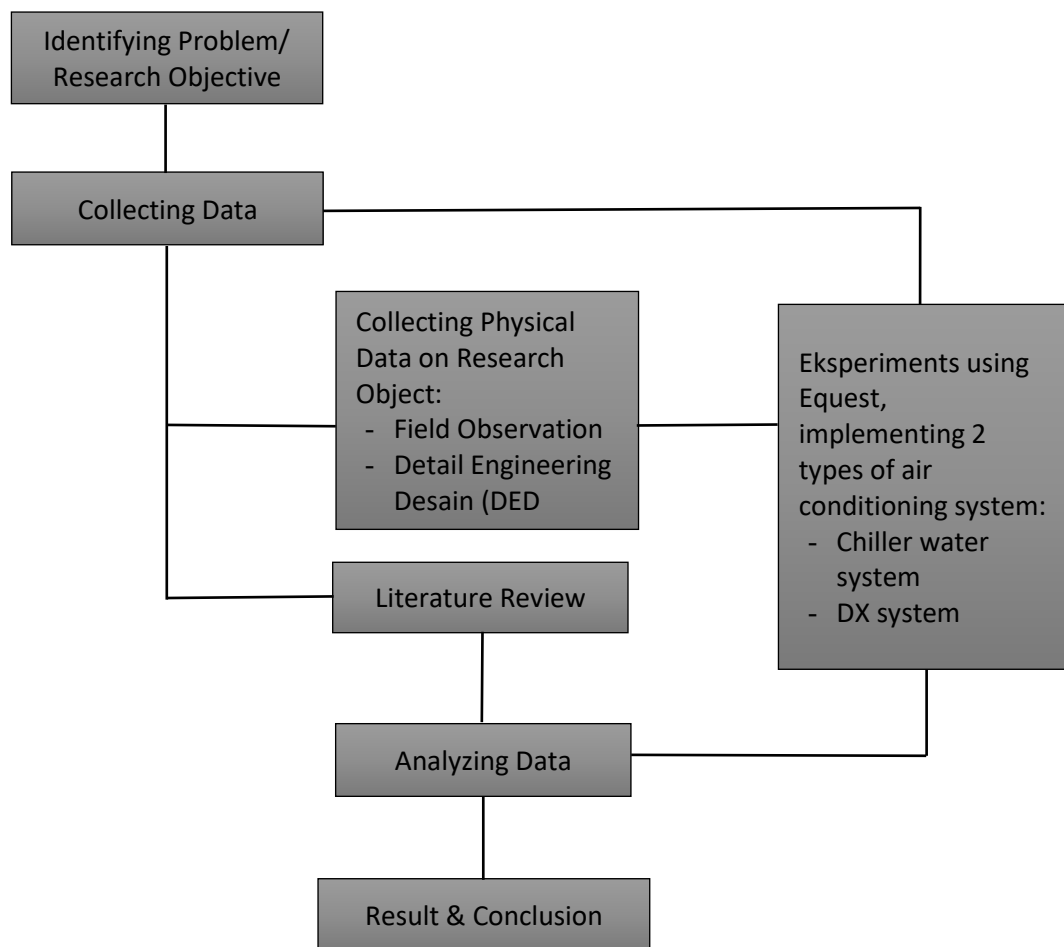 Identifying Problem/
Research Objective
Collecting Data
Collecting Physical
Data on Research
Object:
- Field Observation
- Detail Engineering
Desain (DED
Eksperiments using
Equest,
implementing 2
types of air
conditioning system:
- Chiller water
system
- DX system
Literature Review
Analyzing Data
Result & Conclusion